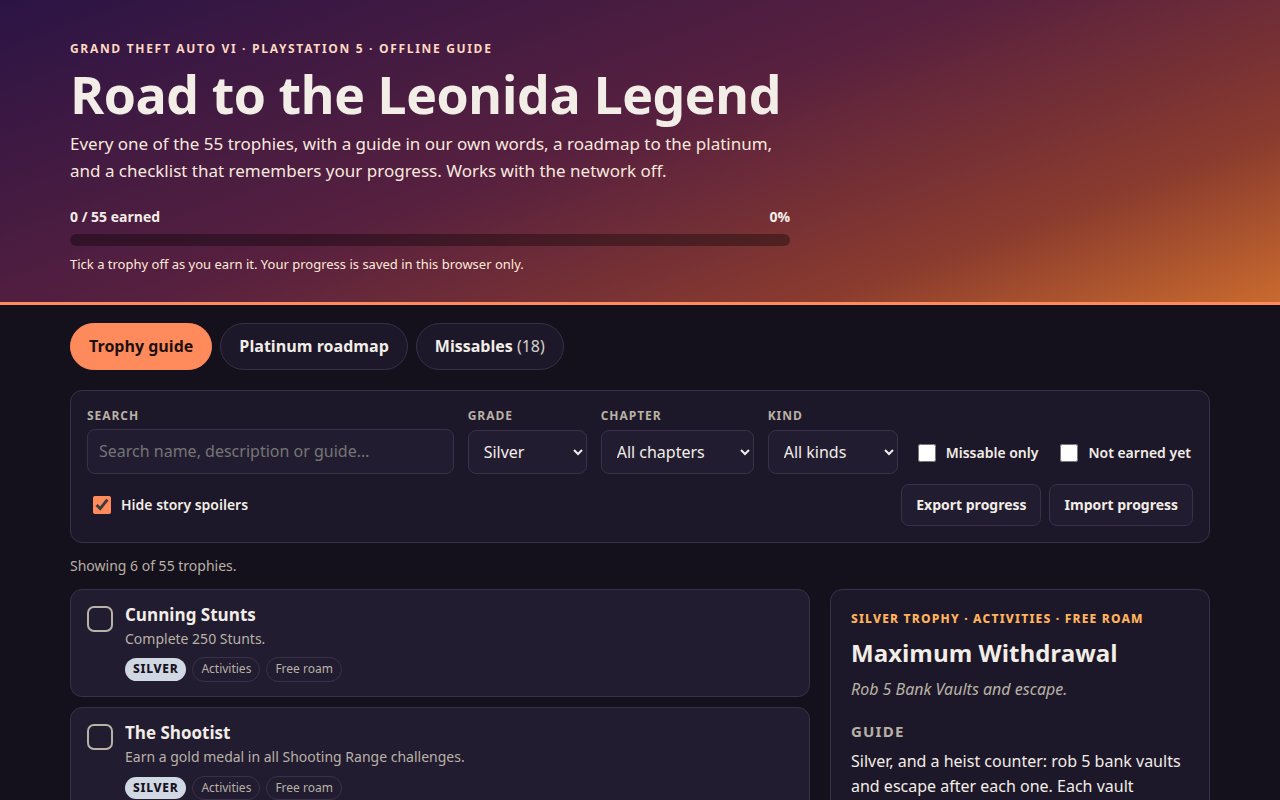 GRAND THEFT AUTO VI · PLAYSTATION 5 · OFFLINE GUIDE
Road to the Leonida Legend
Every one of the 55 trophies, with a guide in our own words, a roadmap to the platinum,
and a checklist that remembers your progress. Works with the network off.
0 / 55 earned
0%
Tick a trophy off as you earn it. Your progress is saved in this browser only.
Trophy guide
Platinum roadmap
Missables (18)
SEARCH
GRADE
CHAPTER
KIND
Search name, description or guide...
Silver
All chapters
All kinds
Missable only
Not earned yet
Hide story spoilers
Export progress
Import progress
Showing 6 of 55 trophies.
Cunning Stunts
Complete 250 Stunts.
SILVER
Activities
Free roam
The Shootist
Earn a gold medal in all Shooting Range challenges.
SILVER
Activities
Free roam
SILVER TROPHY · ACTIVITIES · FREE ROAM
Maximum Withdrawal
Rob 5 Bank Vaults and escape.
GUIDE
Silver, and a heist counter: rob 5 bank vaults
and escape after each one. Each vault